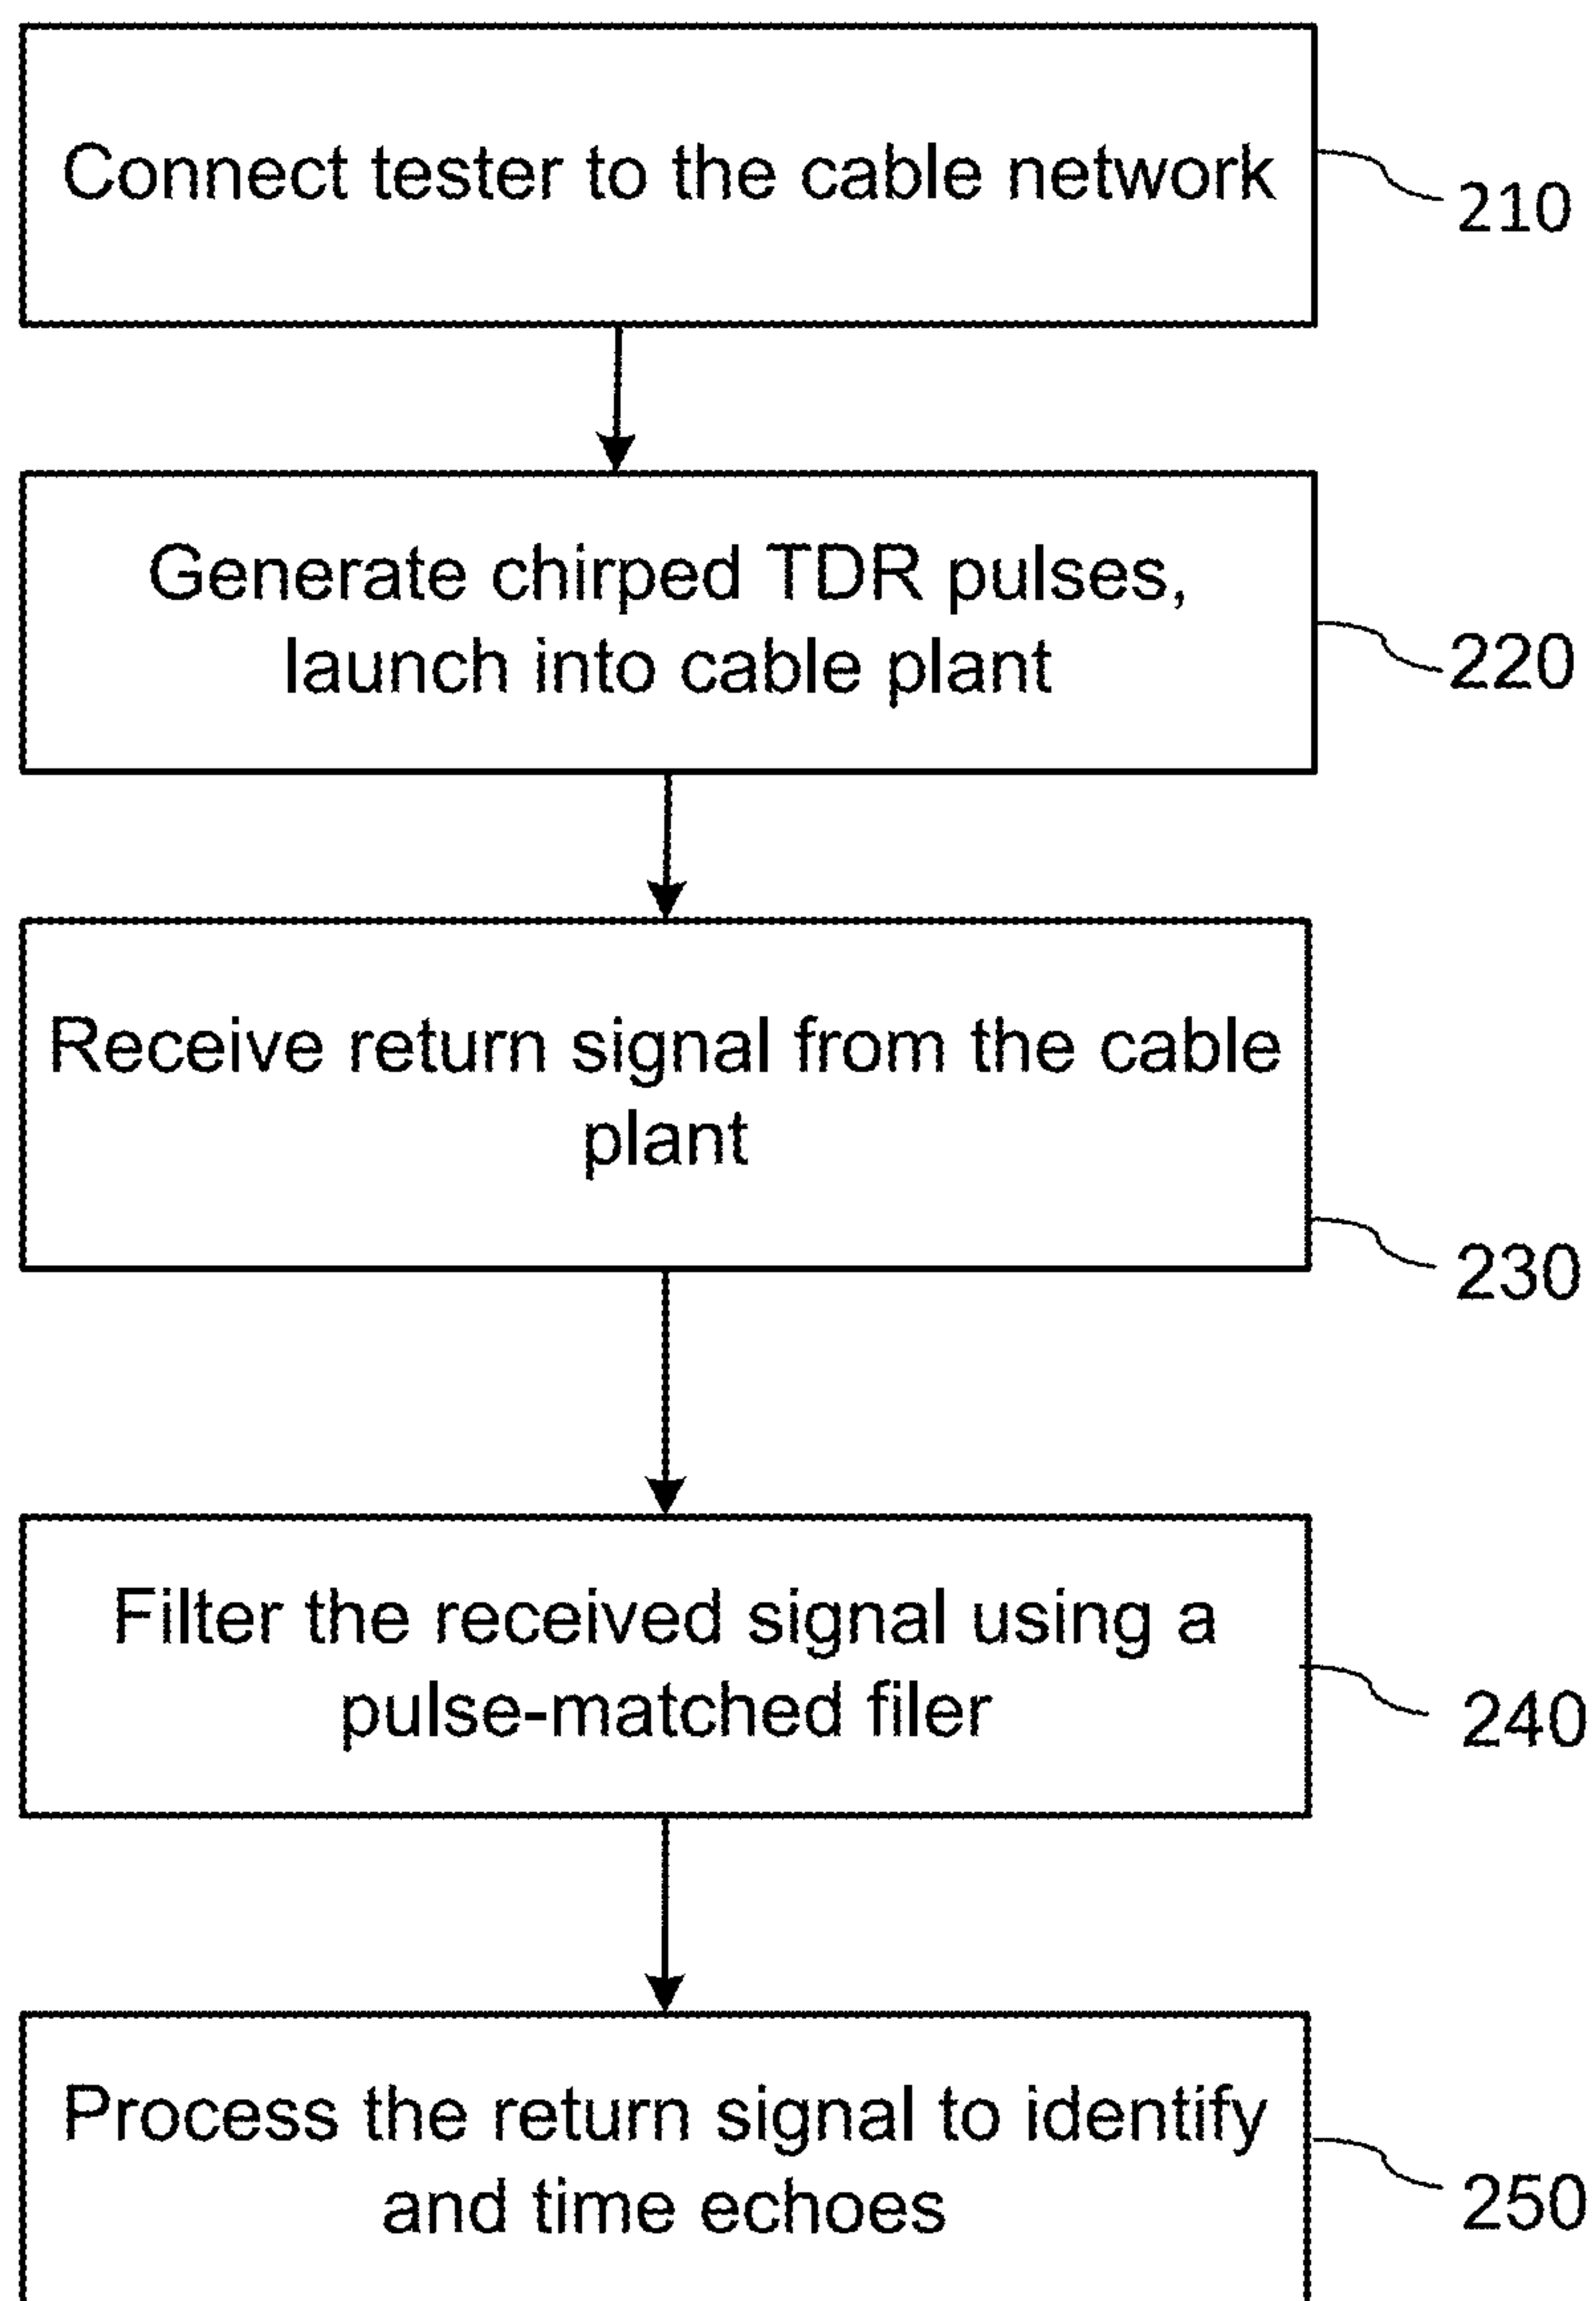 Connect tester to the cable network
210
Generate chirped TDR pulses,
launch into cable plant
220
Receive return signal from the cable
plant
230
Filter the received signal using a
pulse-matched filer
240
Process the return signal to identify
and time echoes
250